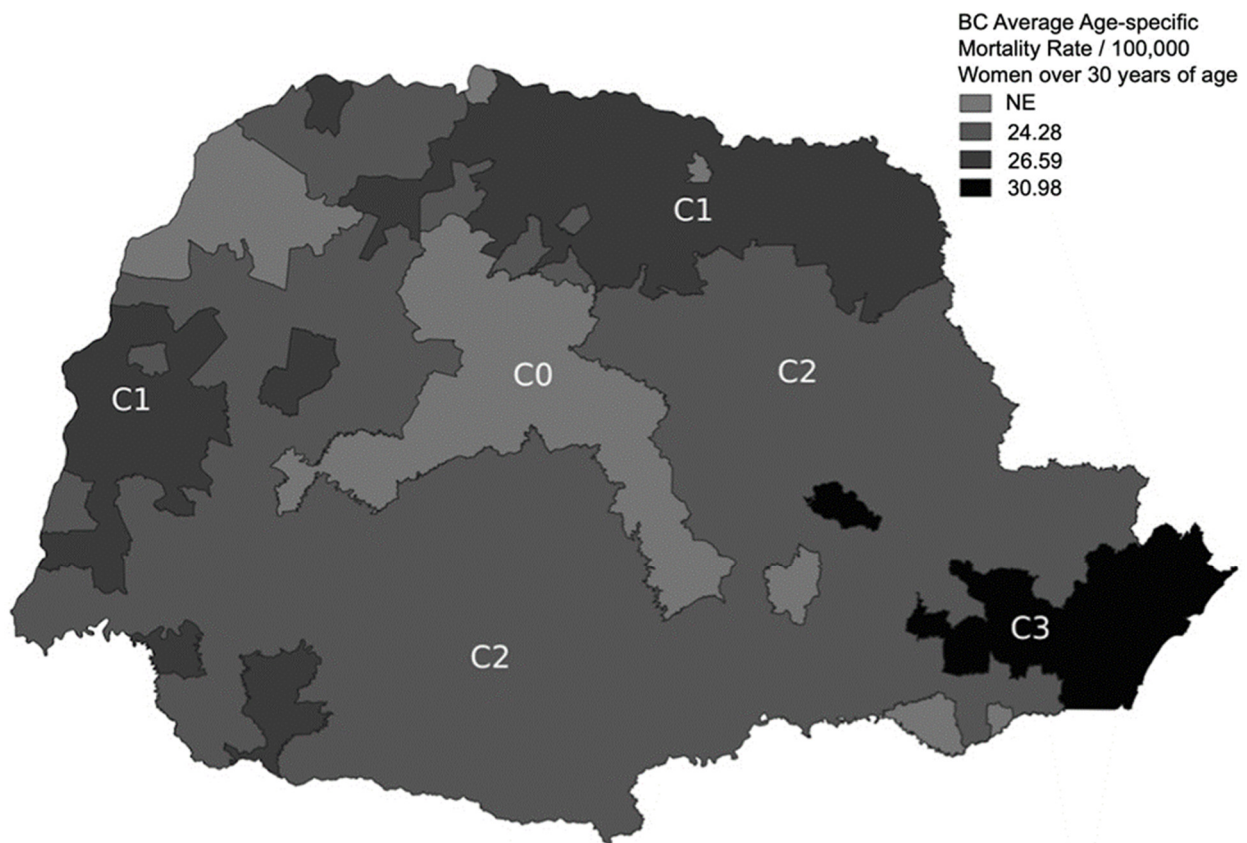 BC Average Age-specific
Mortality Rate / 100,000
Women over 30 years of age
NE
24.28
26.59
30.98
C1
C2
C0
C1
C3
C2